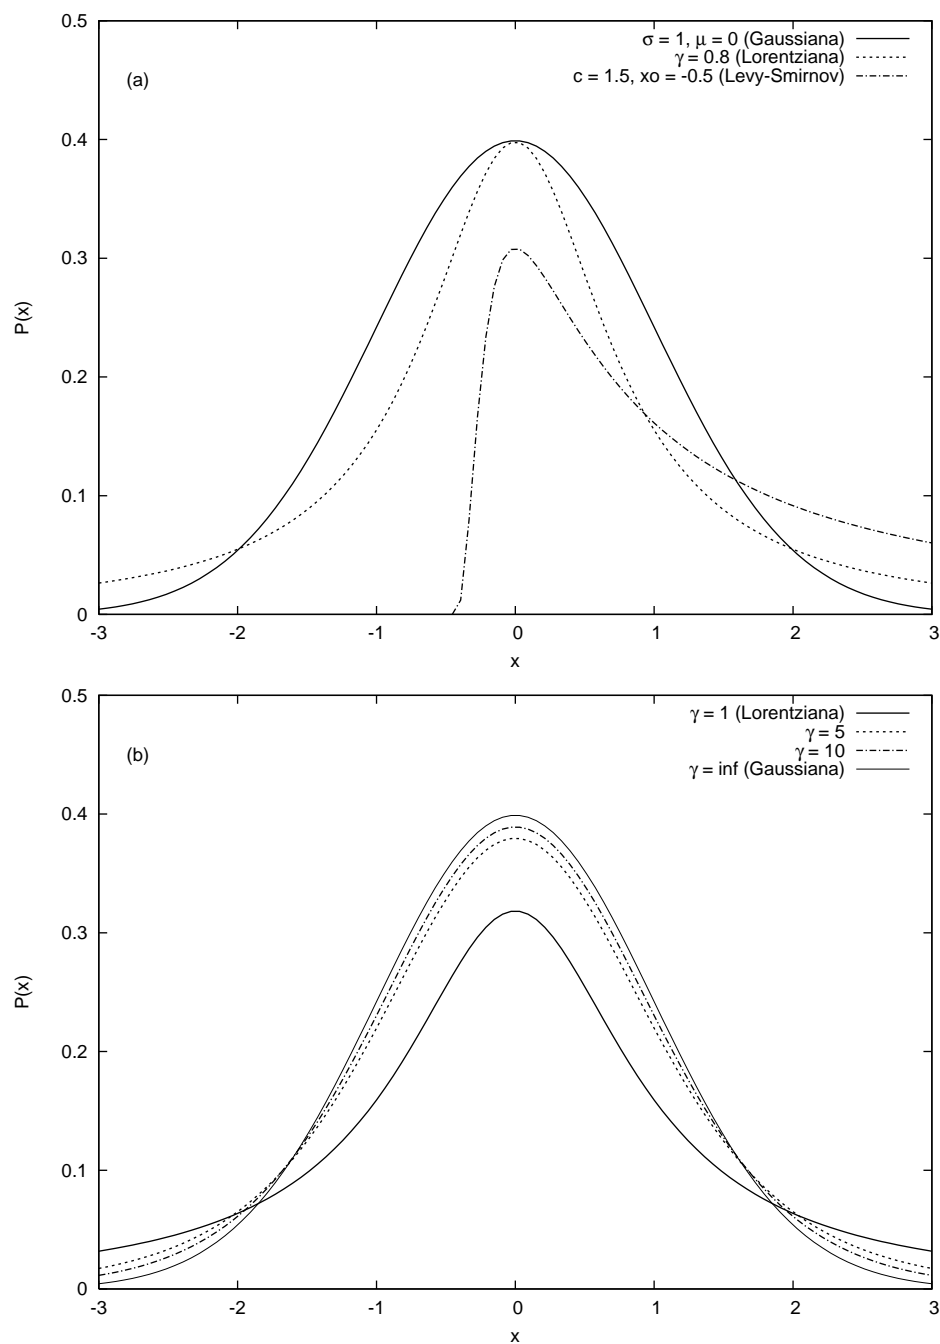 0.5
σ = 1, μ = 0 (Gaussiana)
γ = 0.8 (Lorentziana)
(a)
c = 1.5, xo = -0.5 (Levy-Smirnov)
0.4
0.3
P(x)
0.2
0.1
0
-3 -2 -1 0 1 2 3
x
0.5
γ = 1 (Lorentziana)
γ = 5
(b)
γ = 10
γ = inf (Gaussiana)
0.4
0.3
P(x)
0.2
0.1
0
-3 -2 -1 0 1 2 3
x